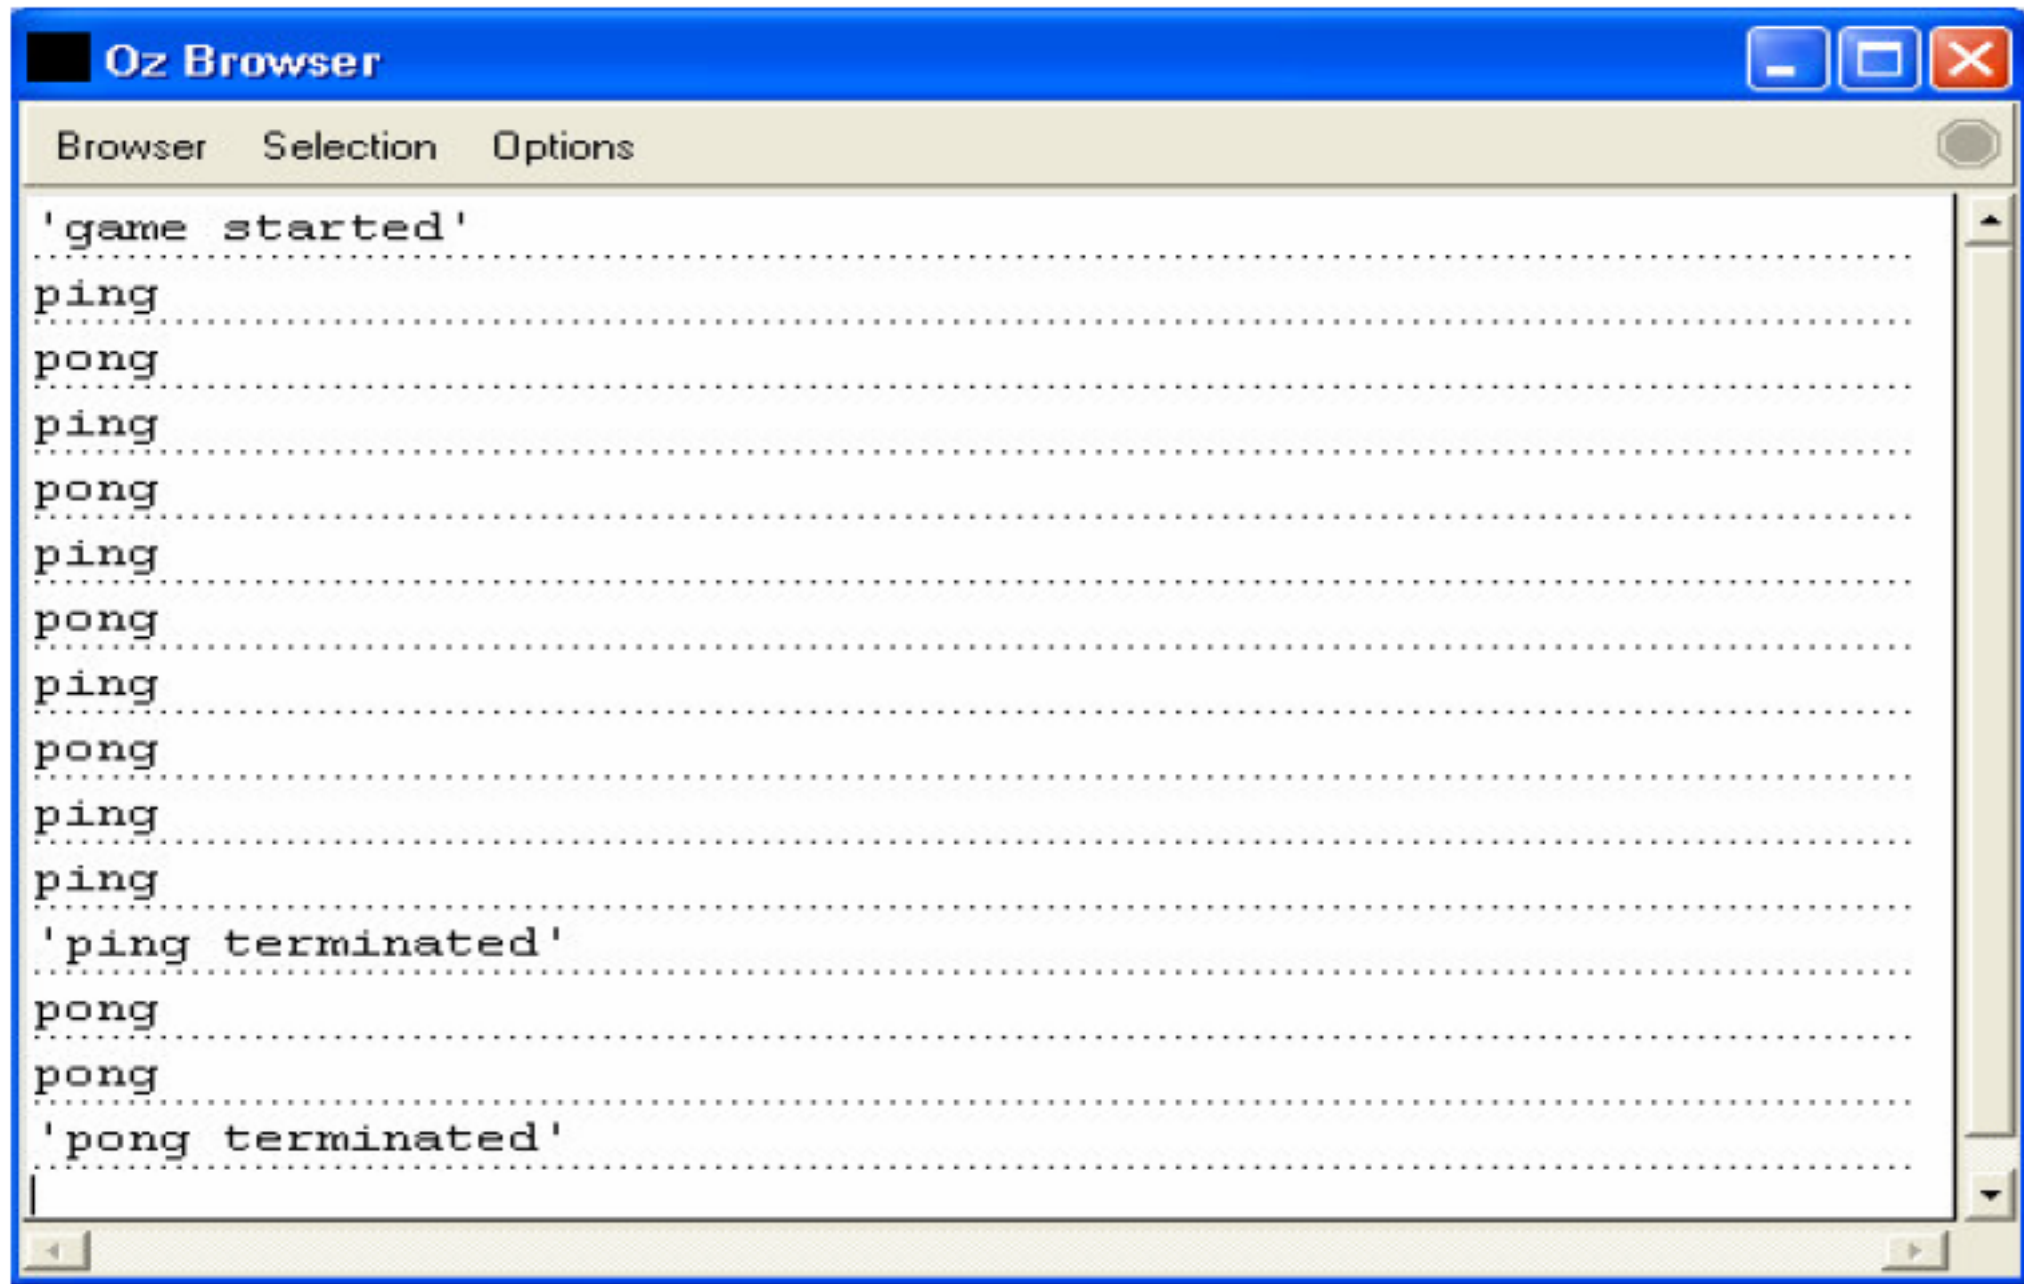 Oz Browser
Browser Selection Options
'game started'
ping
pong
ping
pong
ping
pong
ping
pong
ping
ping
'ping terminated'
pong
pong
'pong terminated'